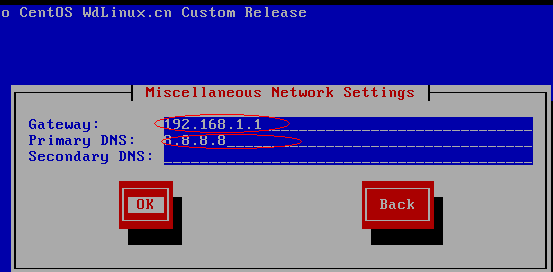 o CentOS WdLinux.cn Custom Release
Miscellaneous Network Settings
Gateway: 192.168.1.1
Primary DNS: 8.8.8.8
Secondary DNS:
OK Back